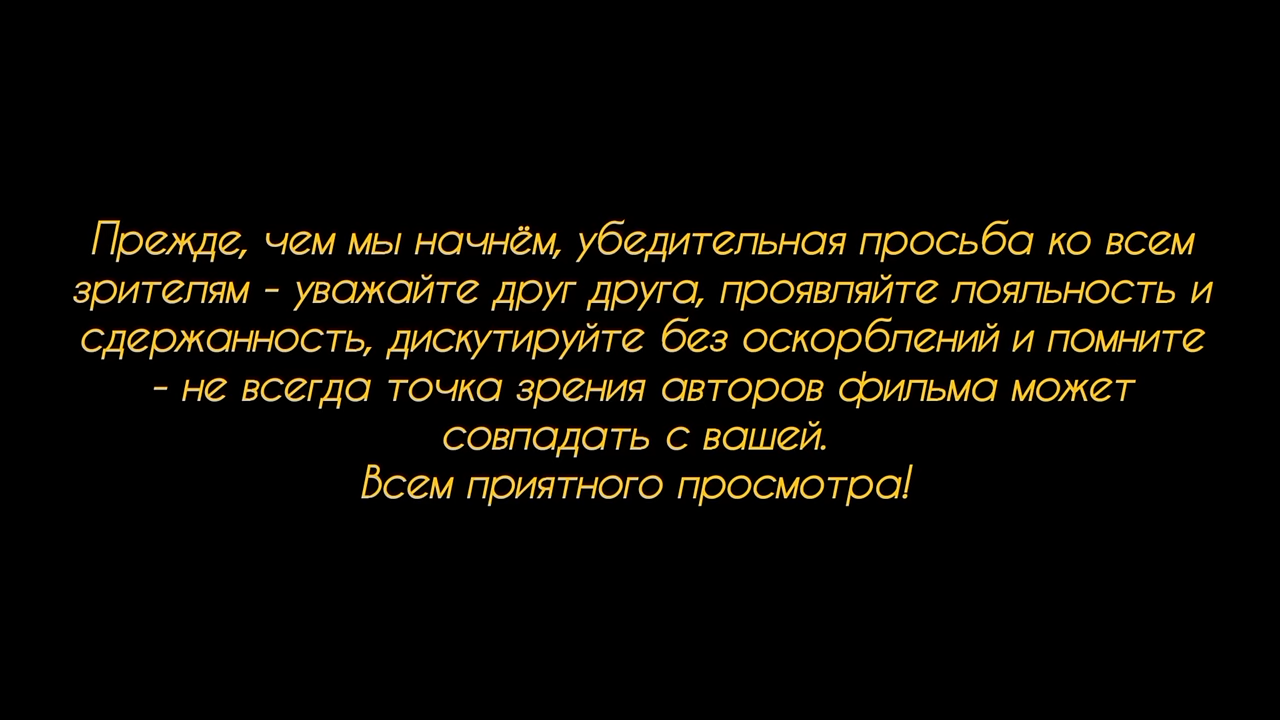 Прежде, чем мы начнём, убедительная просьба ко всем
зрителям - уважайте друг друга, проявляйте лояльность и
сдержанность, дискутируйте без оскорблений и помните
- не всегда точка зрения авторов фильма может
совпадать с вашей.
Всем приятного просмотра!